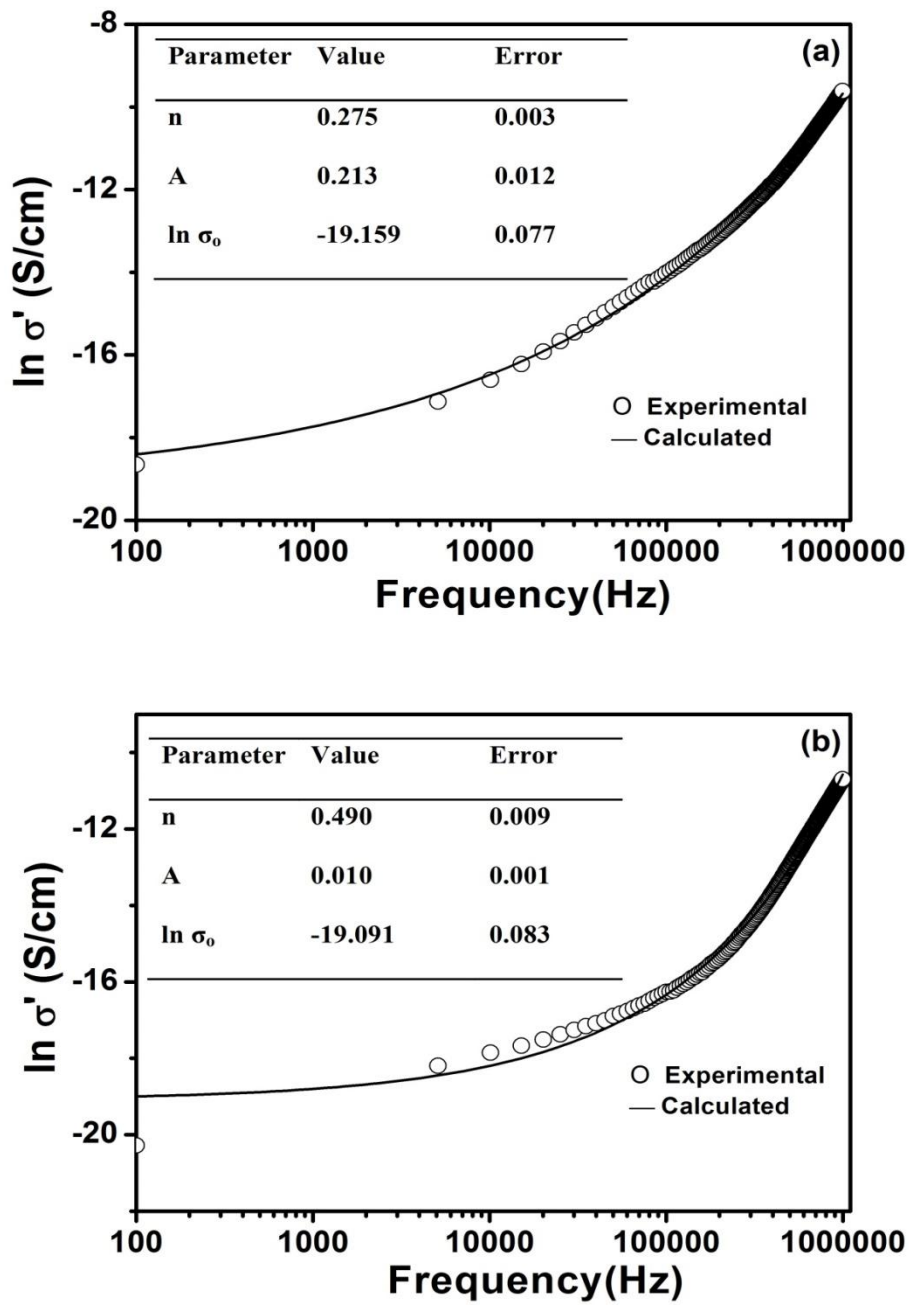 (a)
Parameter Value Error
n 0.275 0.003
A 0.213 0.012
ln σo -19.159 0.077
O Experimental
— Calculated
ln σ' (S/cm)
-8
-12
-16
-20
100 1000 10000 100000 1000000
Frequency(Hz)
(b)
Parameter Value Error
n 0.490 0.009
A 0.010 0.001
ln σo -19.091 0.083
O Experimental
— Calculated
ln σ' (S/cm)
-12
-16
-20
100 1000 10000 100000 1000000
Frequency(Hz)